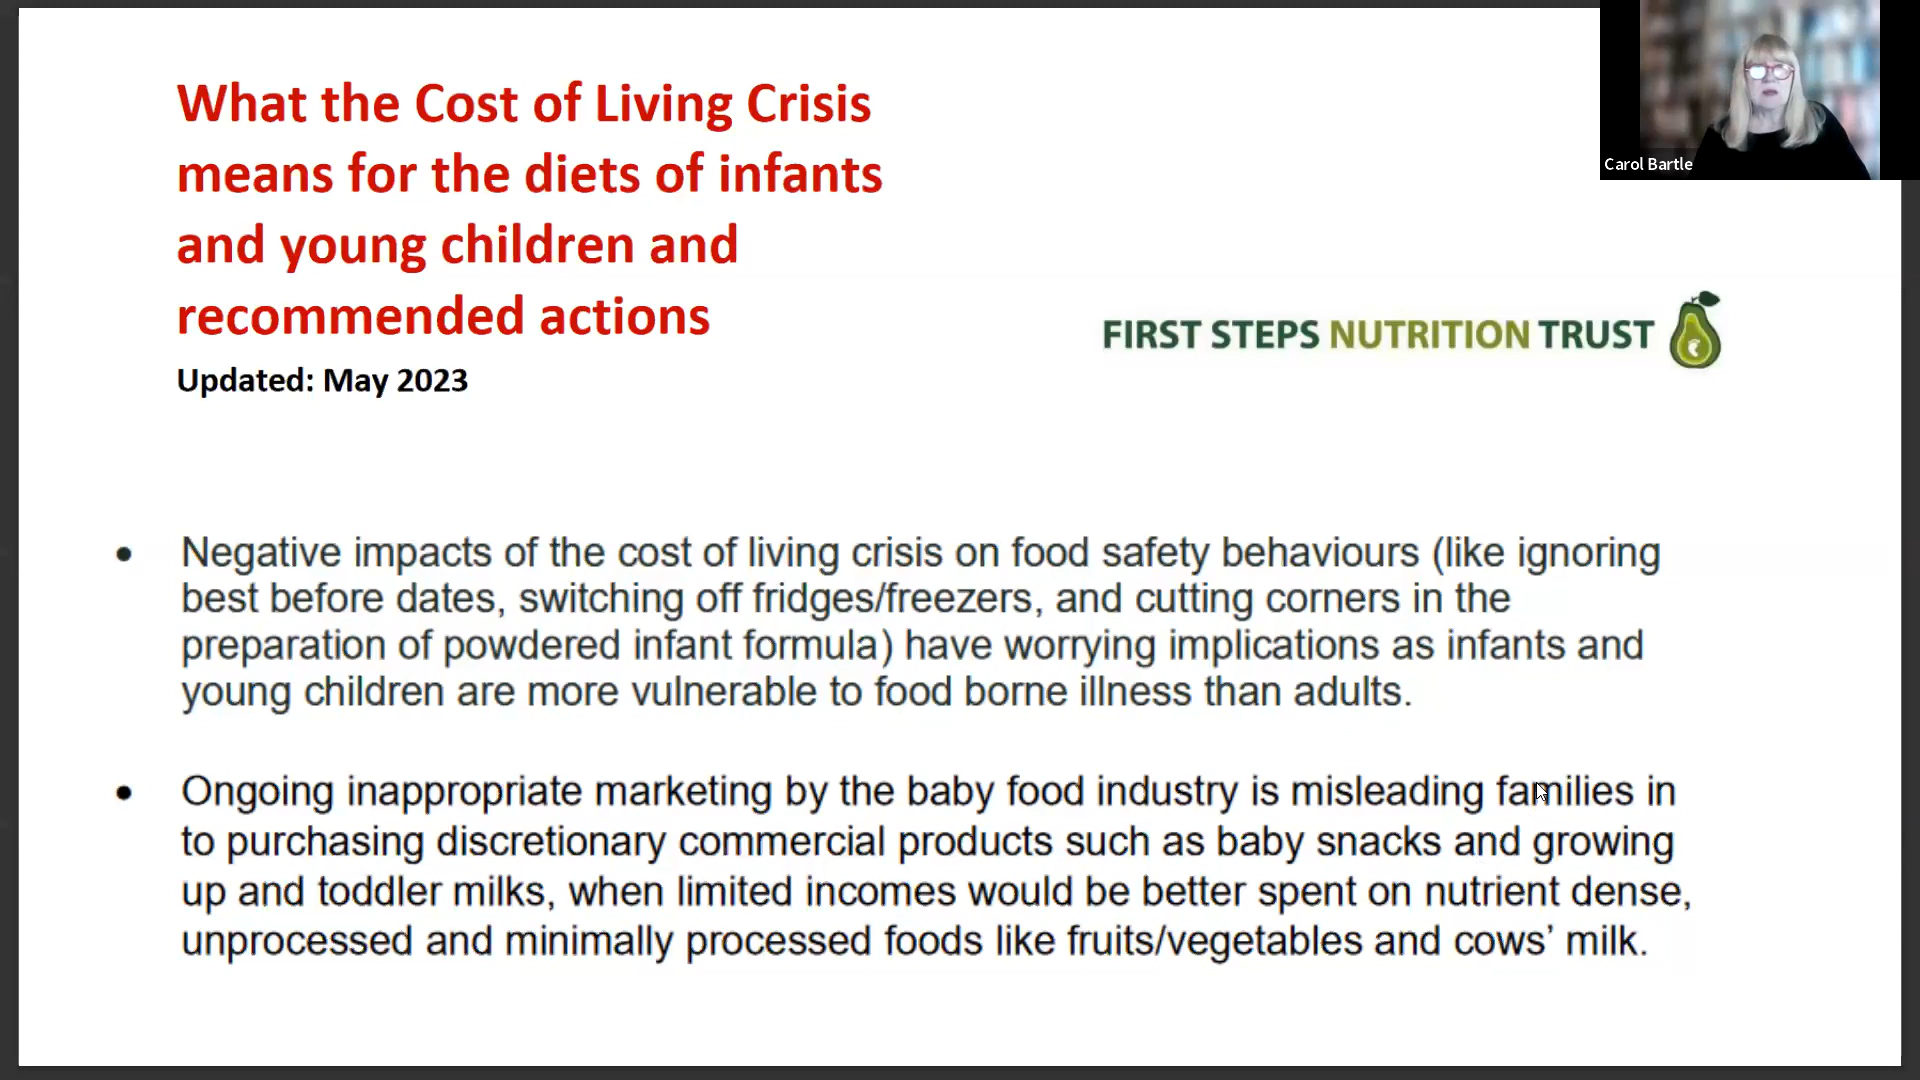 What the Cost of Living Crisis
means for the diets of infants
and young children and
recommended actions
Updated: May 2023
FIRST STEPS NUTRITION TRUST
Carol Bartle
• Negative impacts of the cost of living crisis on food safety behaviours (like ignoring
best before dates, switching off fridges/freezers, and cutting corners in the
preparation of powdered infant formula) have worrying implications as infants and
young children are more vulnerable to food borne illness than adults.
• Ongoing inappropriate marketing by the baby food industry is misleading families in
to purchasing discretionary commercial products such as baby snacks and growing
up and toddler milks, when limited incomes would be better spent on nutrient dense,
unprocessed and minimally processed foods like fruits/vegetables and cows’ milk.